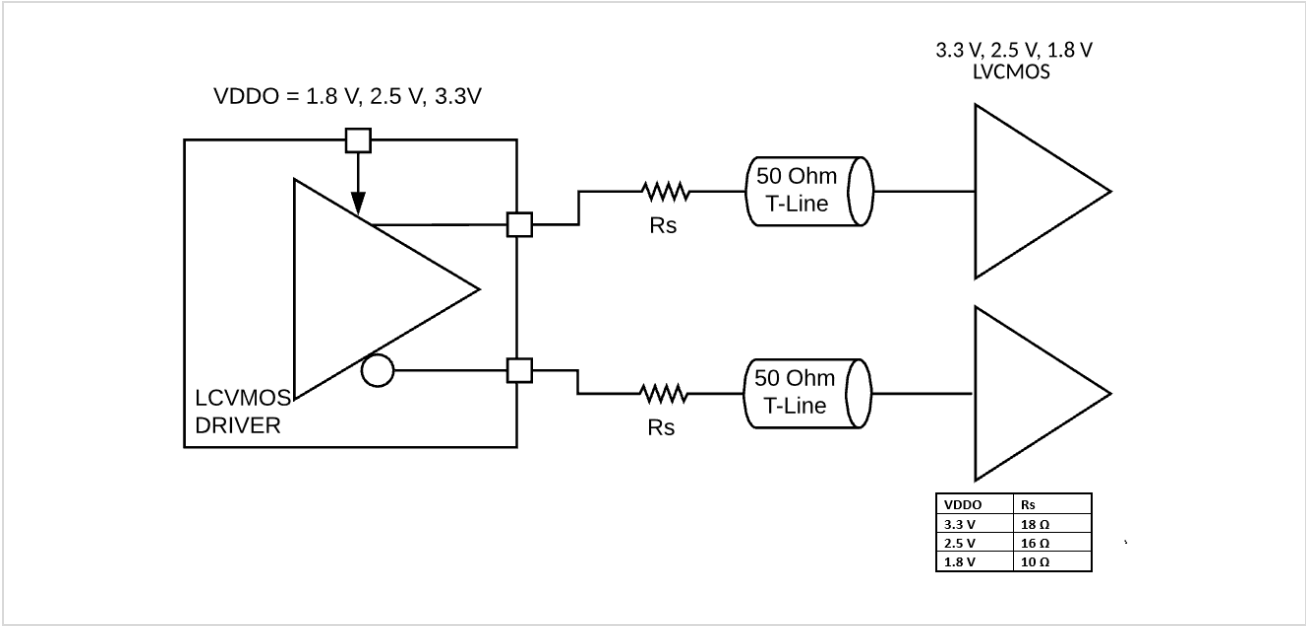 3.3 V, 2.5 V, 1.8 V
LVCMOS
VDDO = 1.8 V, 2.5 V, 3.3V
50 Ohm
T-Line
Rs
50 Ohm
T-Line
Rs
LCVMOS
DRIVER
VDDO Rs
3.3 V 18 Ω
2.5 V 16 Ω
1.8 V 10 Ω